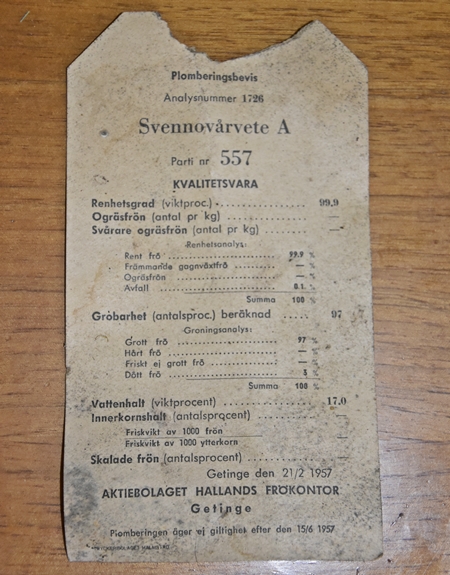 Plomberingsbevis
Analysnummer 1726
Svennovårvete A
Parti nr 557
KVALITETSVARA
Renhetsgrad (viktproc.) ................ 99,9
Ogräsfrön (antal pr kg) ............... —
Svårare ogräsfrön (antal pr kg) ........... —
Renhetsanalys:
Rent frö ............ 99.9 %
Främmande gagnväxtfrö ............ — %
Ogräsfrön ............ — %
Avfall ............ 0.1. %
Summa 100 %
Grobarhet (antalsproc.) beräknad ..... 97
Groningsanalys:
Grott frö ............ 97 %
Hårt frö ............ — %
Friskt ej grott frö ............ — %
Dött frö ............ 3 %
Summa 100 %
Vattenhalt (viktprocent) ............ 17.0
Innerkornshalt (antalsprocent) ............ —
Friskvikt av 1000 frön
Friskvikt av 1000 ytterkorn
Skalade frön (antalsprocent) ............ —
Getinge den 21/2 1957
AKTIEBOLAGET HALLANDS FRÖKONTOR
Getinge
Plomberingen äger ej giltighet efter den 15/6 1957